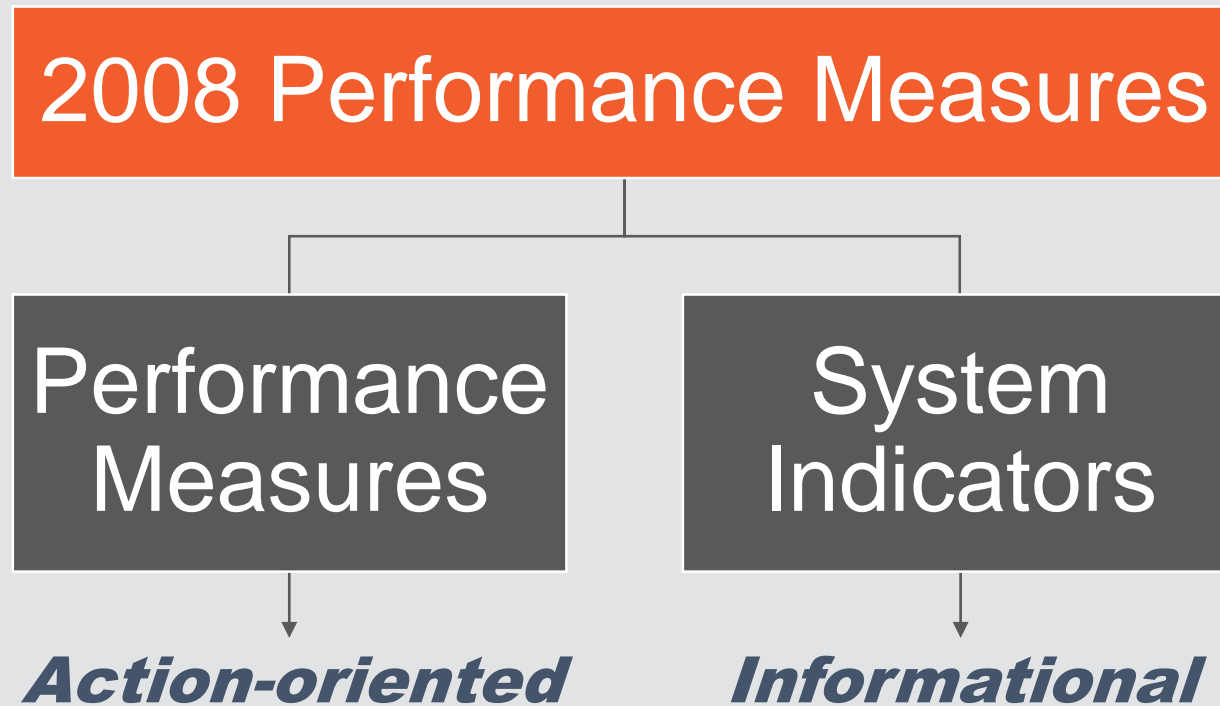 2008 Performance Measures
Performance
Measures
System
Indicators
Action-oriented
Informational